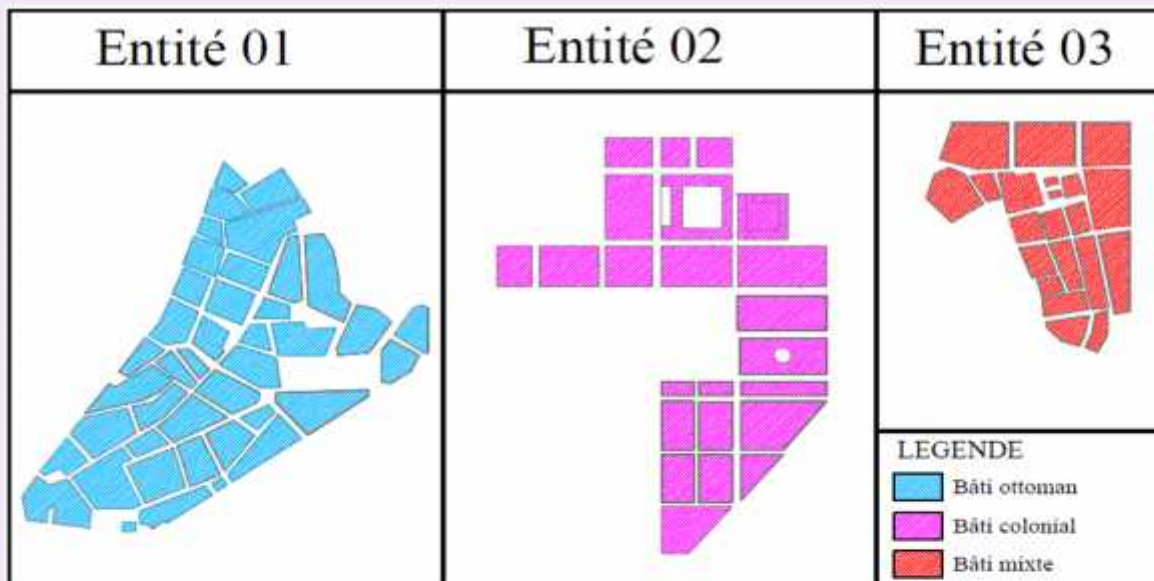 Entité 01
Entité 02
Entité 03
LEGENDE
Bâti ottoman
Bâti colonial
Bâti mixte